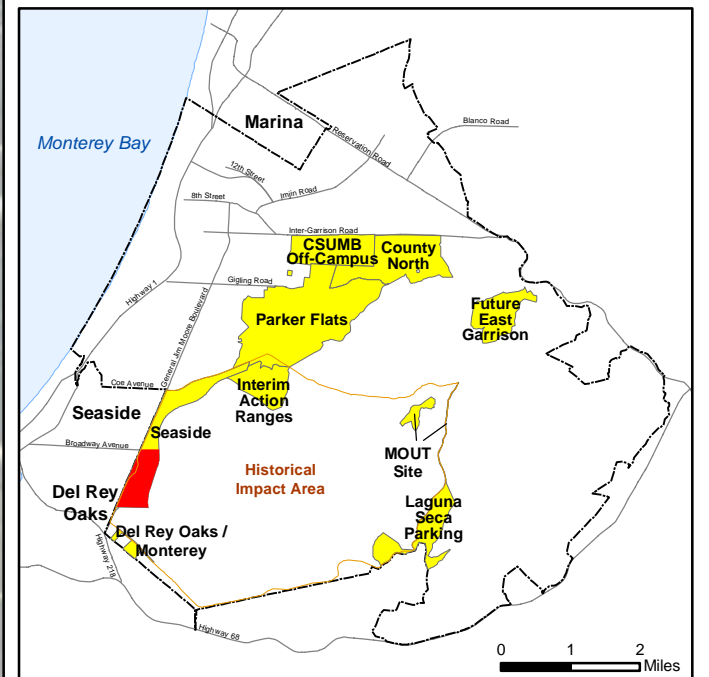 Marina
Monterey Bay
Blanco Road
Reservation Road
12th Street
Imjin Road
8th Street
Inter-Garrison Road
CSUMB
Off-Campus
County
North
Gigling Road
Highway 1
General Jim Moore Boulevard
Parker Flats
Future
East
Garrison
Coe Avenue
Interim
Action
Ranges
Seaside
Seaside
Broadway Avenue
MOUT
Site
Historical
Impact Area
Del Rey
Oaks
Laguna
Seca
Parking
Del Rey Oaks /
Monterey
Highway 218
Highway 68
0 1 2
Miles